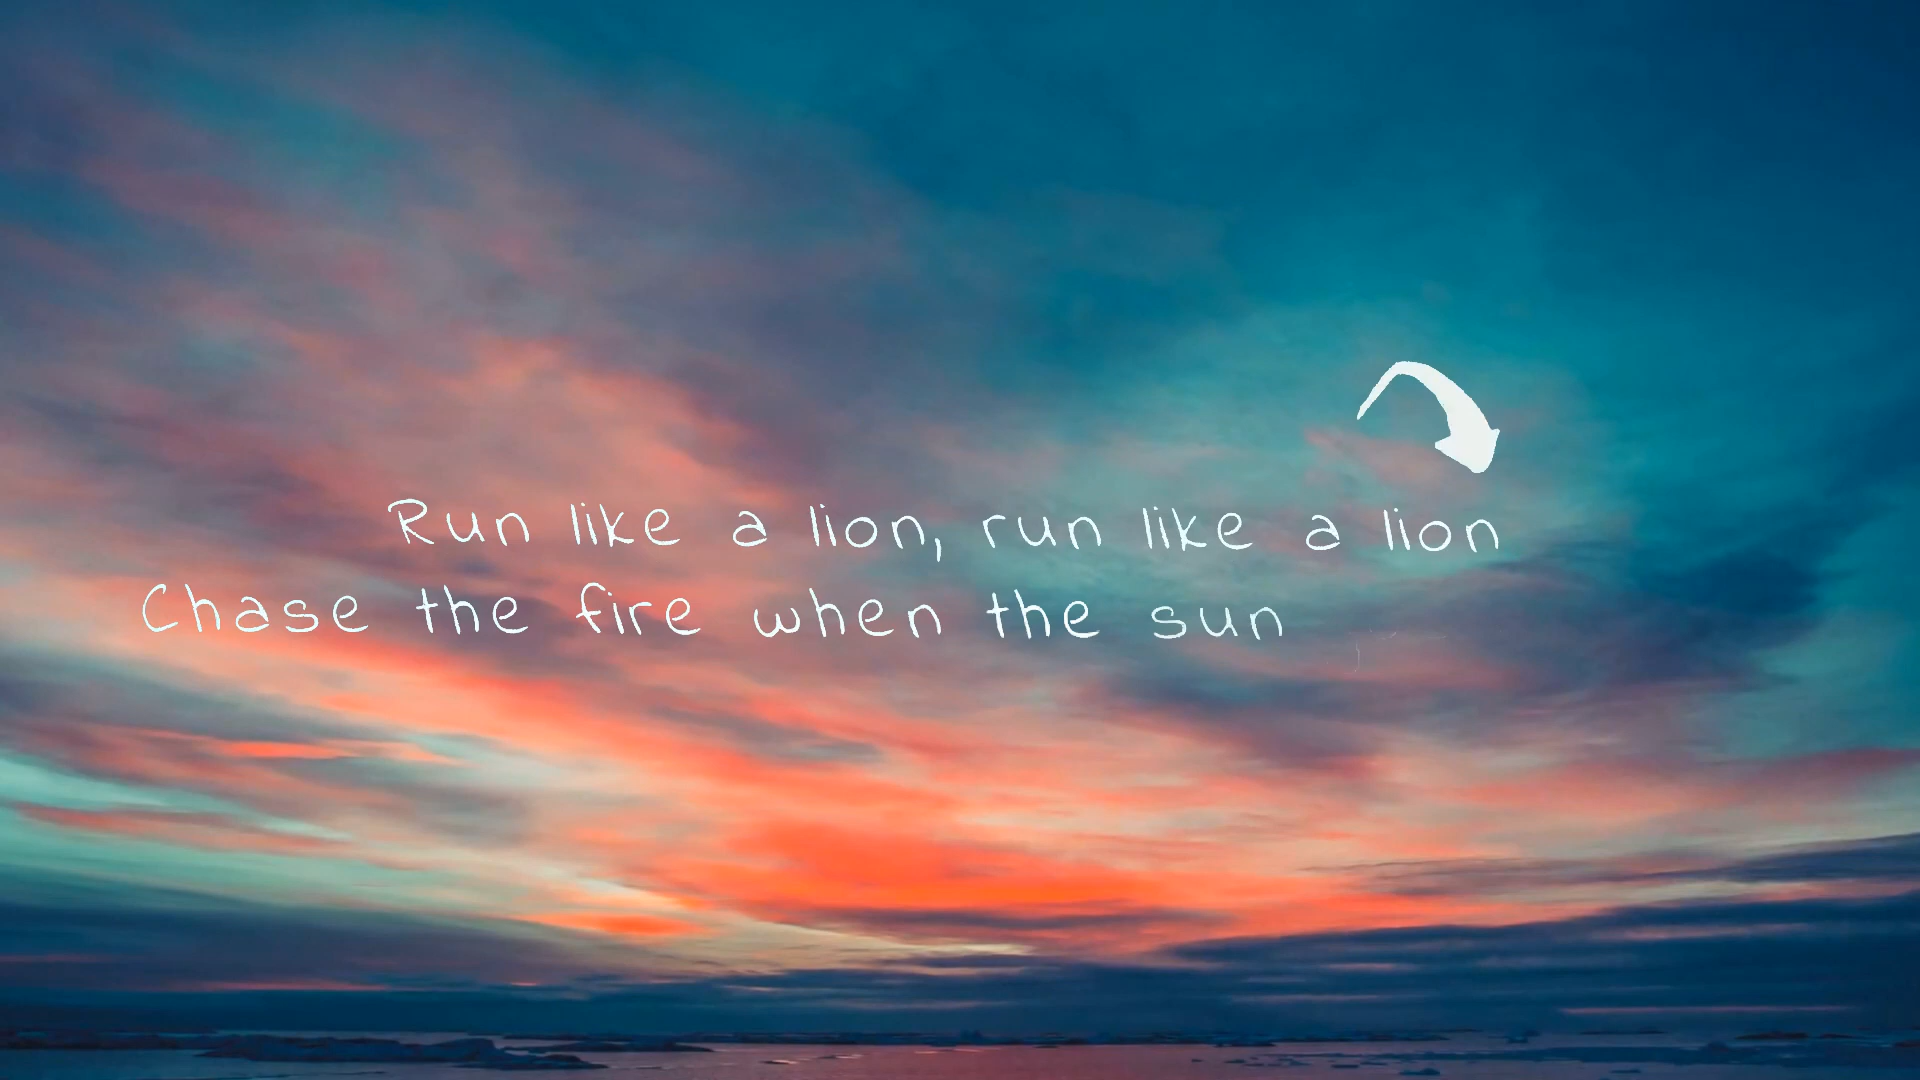 Run like a lion, run like a lion
Chase the fire when the sun